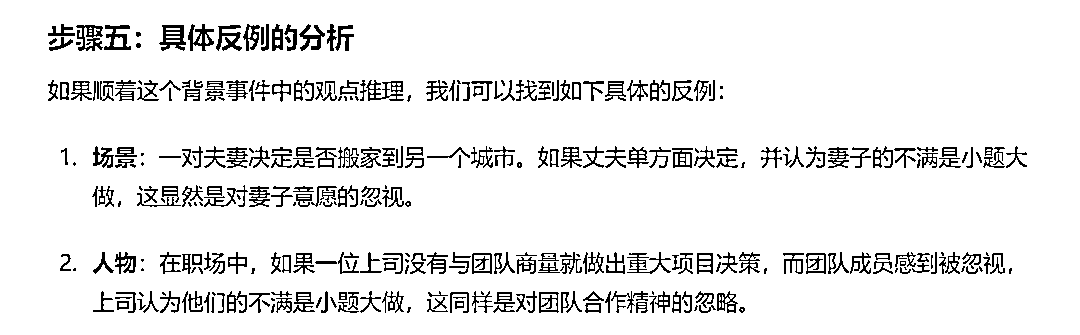 步骤五：具体反例的分析
如果顺着这个背景事件中的观点推理，我们可以找到如下具体的反例：
1. 场景：一对夫妻决定是否搬家到另一个城市。如果丈夫单方面决定，并认为妻子的不满是小题大
做，这显然是对妻子意愿的忽视。
2. 人物：在职场中，如果一位上司没有与团队商量就做出重大项目决策，而团队成员感到被忽视，
上司认为他们的不满是小题大做，这同样是对团队合作精神的忽略。